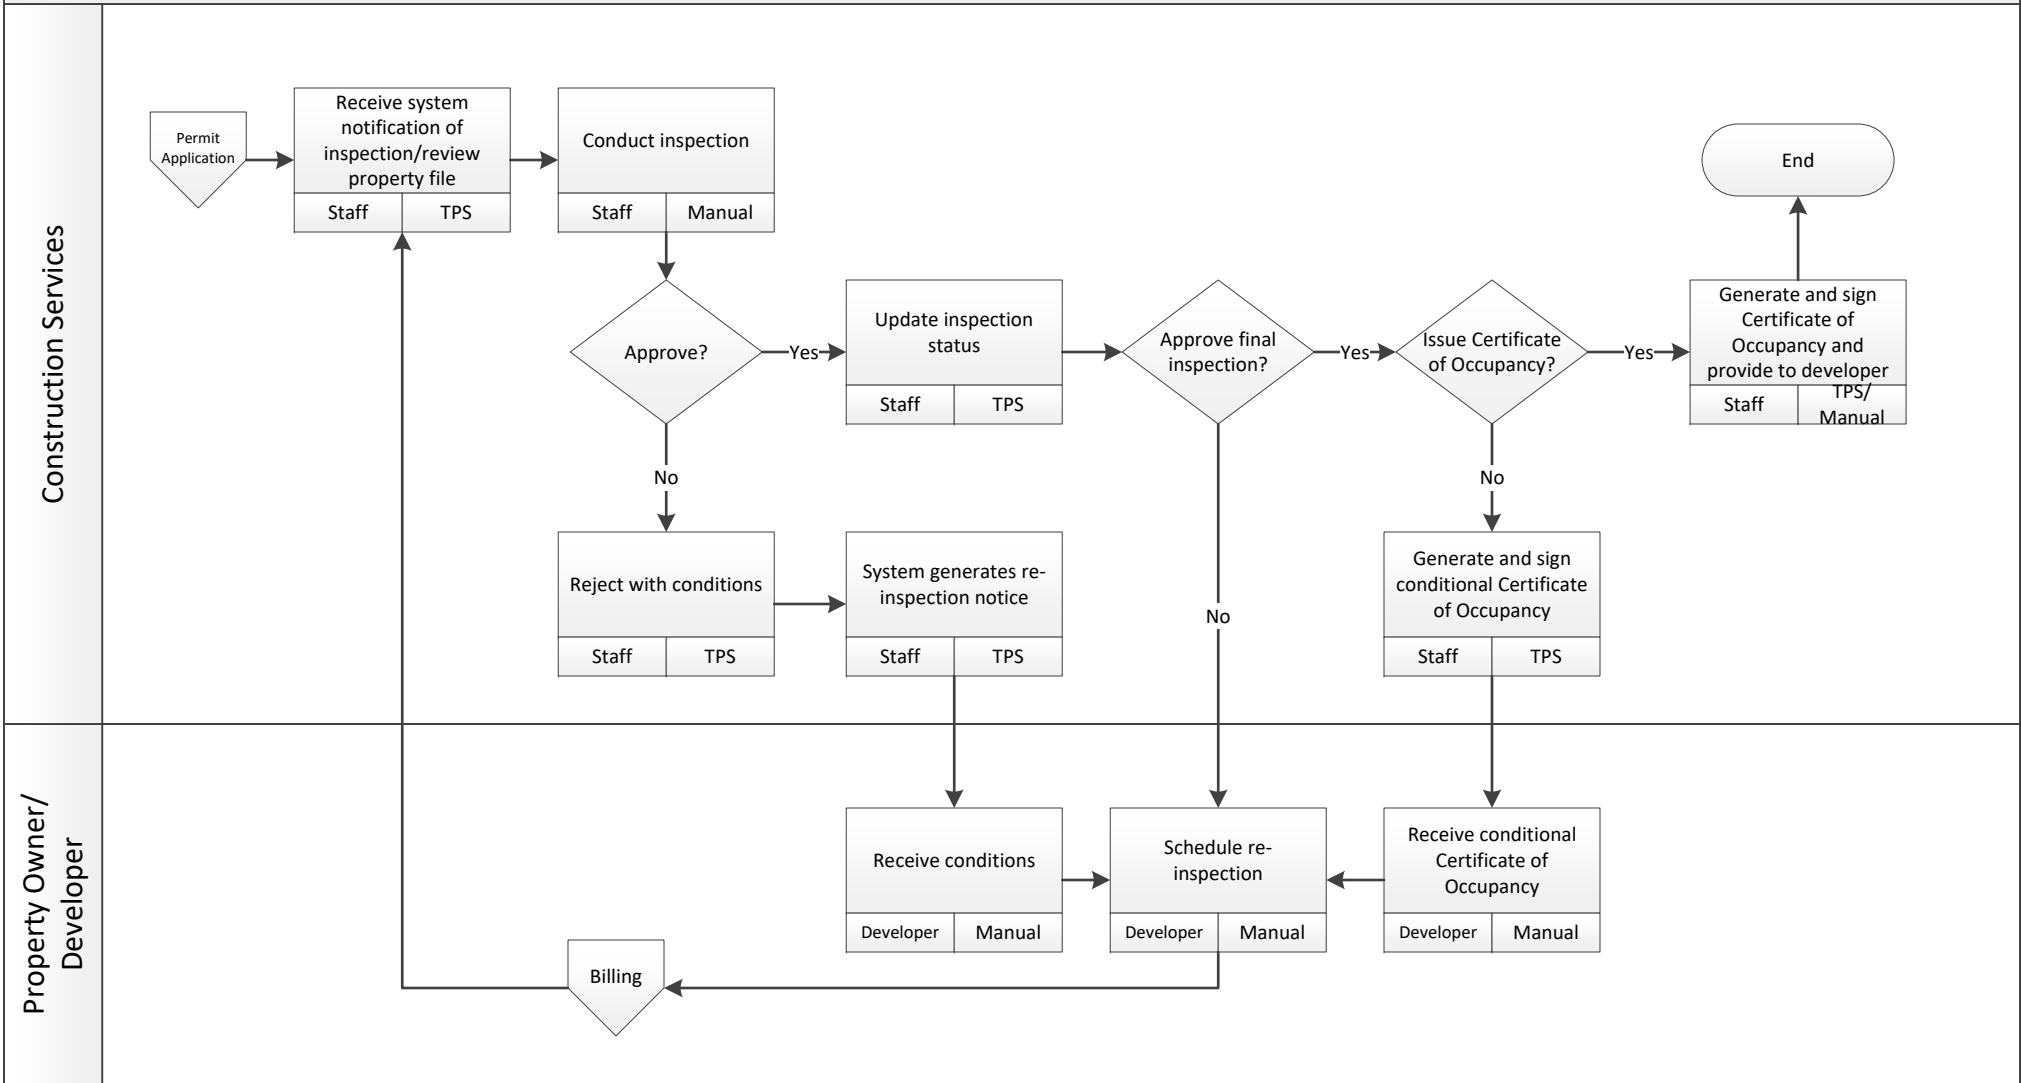 Construction Services
Permit
Application
Receive system
notification of
inspection/review
property file
Staff
TPS
Conduct inspection
Staff
Manual
End
Approve?
Yes
Update inspection
status
Staff
TPS
Approve final
inspection?
Yes
Issue Certificate
of Occupancy?
Yes
Generate and sign
Certificate of
Occupancy and
provide to developer
Staff
TPS/
Manual
No
No
No
Reject with conditions
Staff
TPS
System generates re-
inspection notice
Staff
TPS
Generate and sign
conditional Certificate
of Occupancy
Staff
TPS
Property Owner/
Developer
Receive conditions
Developer
Manual
Schedule re-
inspection
Developer
Manual
Receive conditional
Certificate of
Occupancy
Developer
Manual
Billing